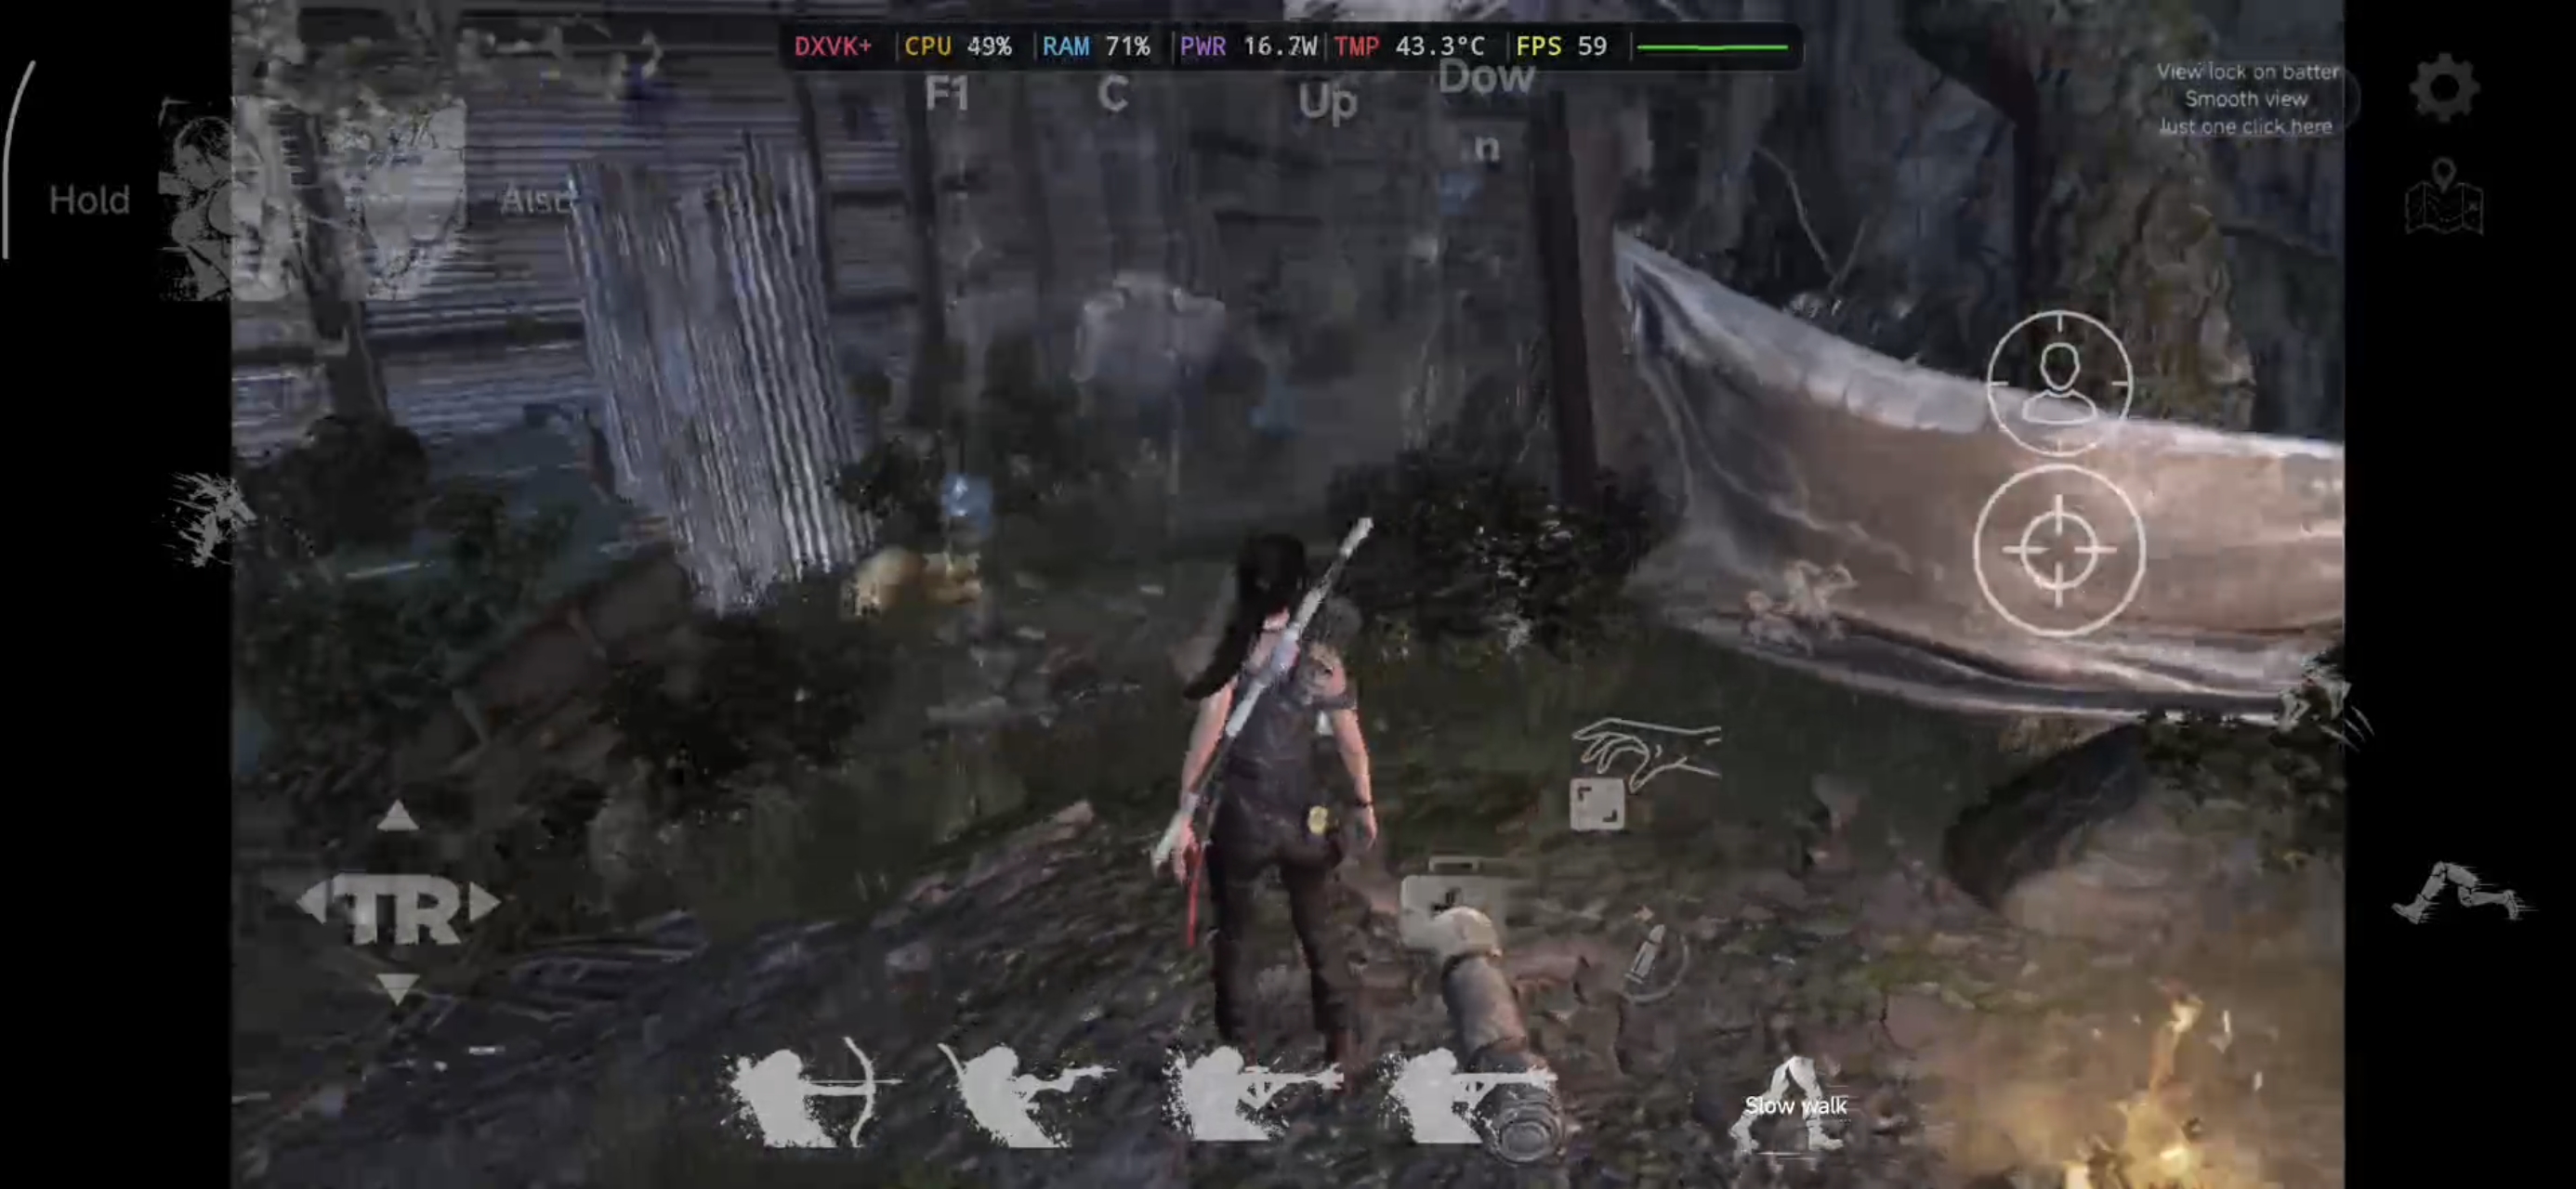 DXVK+ CPU 49% RAM 71% PWR 16.7W TMP 43.3°C FPS 59
F1 C Up Dow
n
View lock on batter
Smooth view
Just one click here
Hold
Also
TR
Slow walk